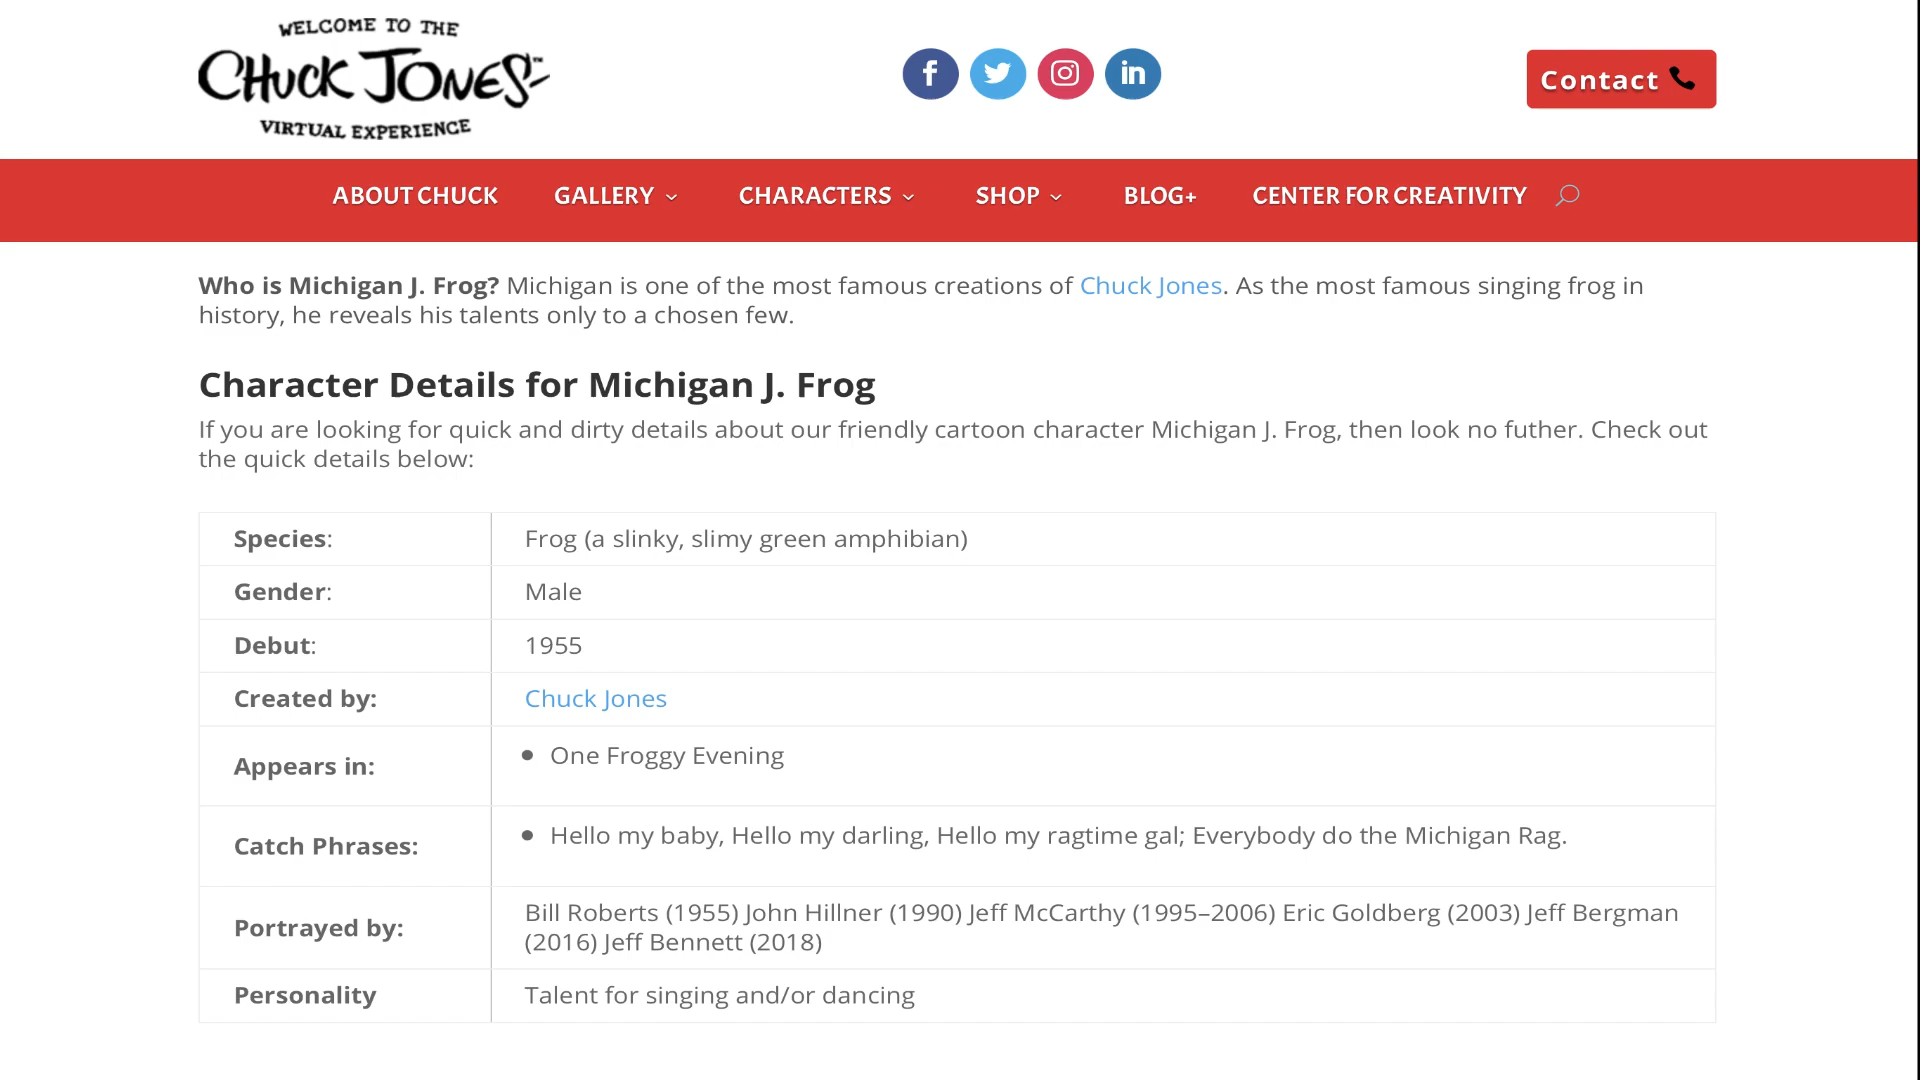 WELCOME TO THE
CHUCK JONES™
VIRTUAL EXPERIENCE
Contact
ABOUT CHUCK GALLERY CHARACTERS SHOP BLOG+ CENTER FOR CREATIVITY
Who is Michigan J. Frog? Michigan is one of the most famous creations of Chuck Jones. As the most famous singing frog in
history, he reveals his talents only to a chosen few.
Character Details for Michigan J. Frog
If you are looking for quick and dirty details about our friendly cartoon character Michigan J. Frog, then look no futher. Check out
the quick details below:
Species: Frog (a slinky, slimy green amphibian)
Gender: Male
Debut: 1955
Created by: Chuck Jones
Appears in: • One Froggy Evening
Catch Phrases: • Hello my baby, Hello my darling, Hello my ragtime gal; Everybody do the Michigan Rag.
Portrayed by: Bill Roberts (1955) John Hillner (1990) Jeff McCarthy (1995–2006) Eric Goldberg (2003) Jeff Bergman
(2016) Jeff Bennett (2018)
Personality Talent for singing and/or dancing